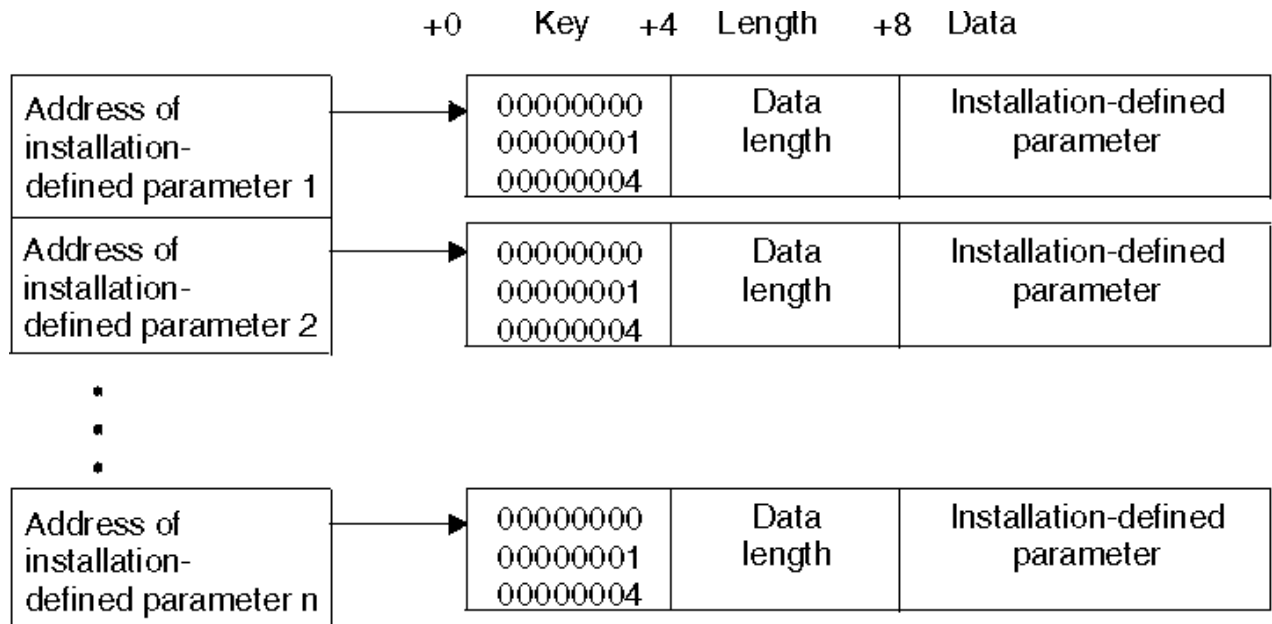 +0 Key +4 Length +8 Data
Address of
installation-
defined parameter 1
00000000
00000001
00000004
Data
length
Installation-defined
parameter
Address of
installation-
defined parameter 2
00000000
00000001
00000004
Data
length
Installation-defined
parameter
Address of
installation-
defined parameter n
00000000
00000001
00000004
Data
length
Installation-defined
parameter